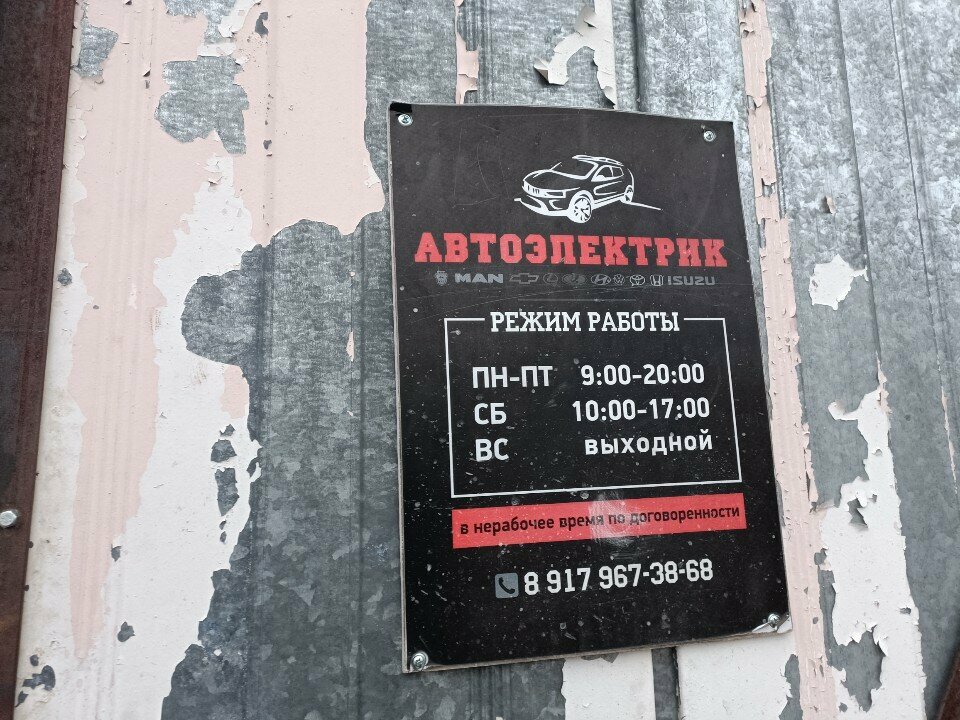 АВТОЭЛЕКТРИК
MAN ISUZU
РЕЖИМ РАБОТЫ
ПН-ПТ 9:00-20:00
СБ 10:00-17:00
ВС выходной
в нерабочее время по договоренности
8 917 967-38-68